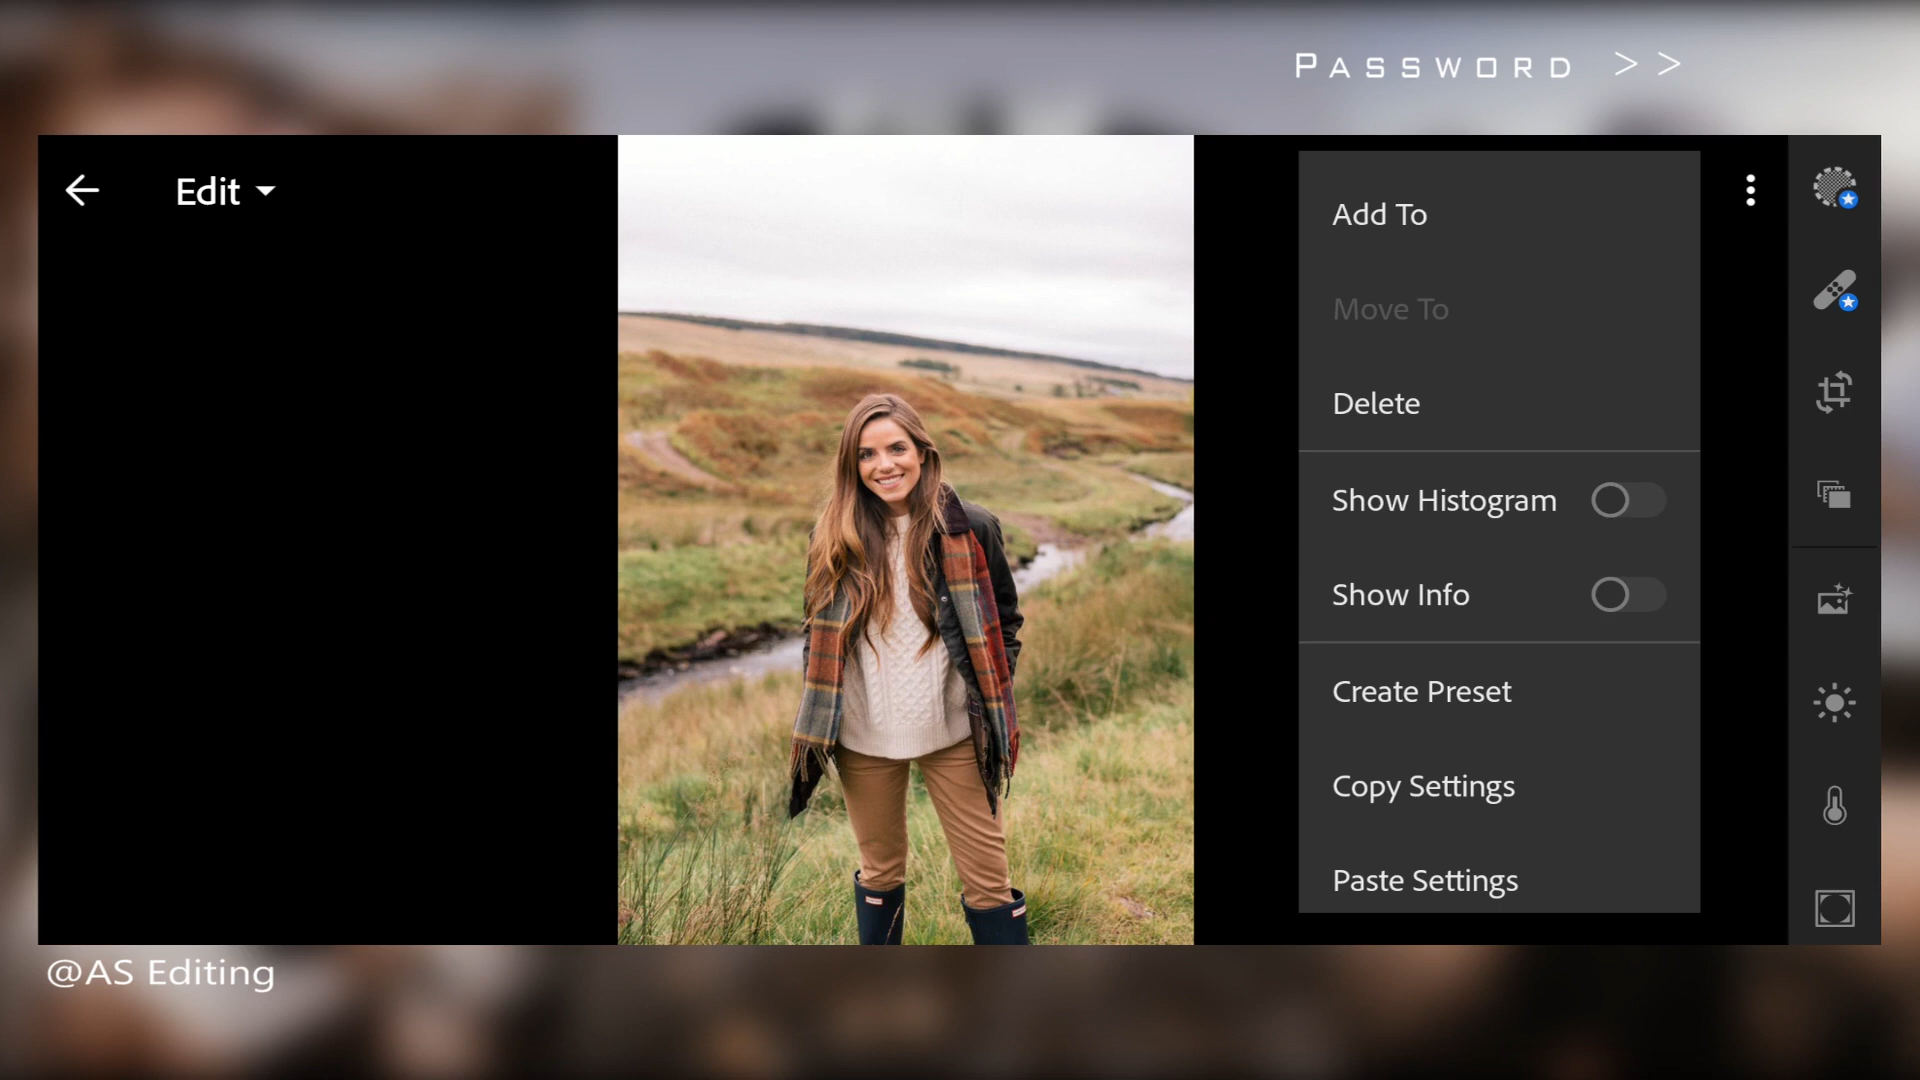 PASSWORD >>
Edit
Add To
Move To
Delete
Show Histogram
Show Info
Create Preset
Copy Settings
Paste Settings
@AS Editing